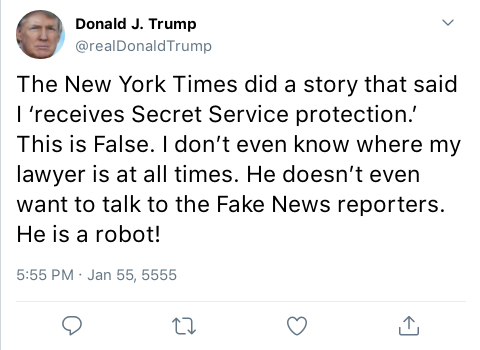 Donald J. Trump
@realDonaldTrump
The New York Times did a story that said
I ‘receives Secret Service protection.’
This is False. I don’t even know where my
lawyer is at all times. He doesn’t even
want to talk to the Fake News reporters.
He is a robot!
5:55 PM · Jan 55, 5555